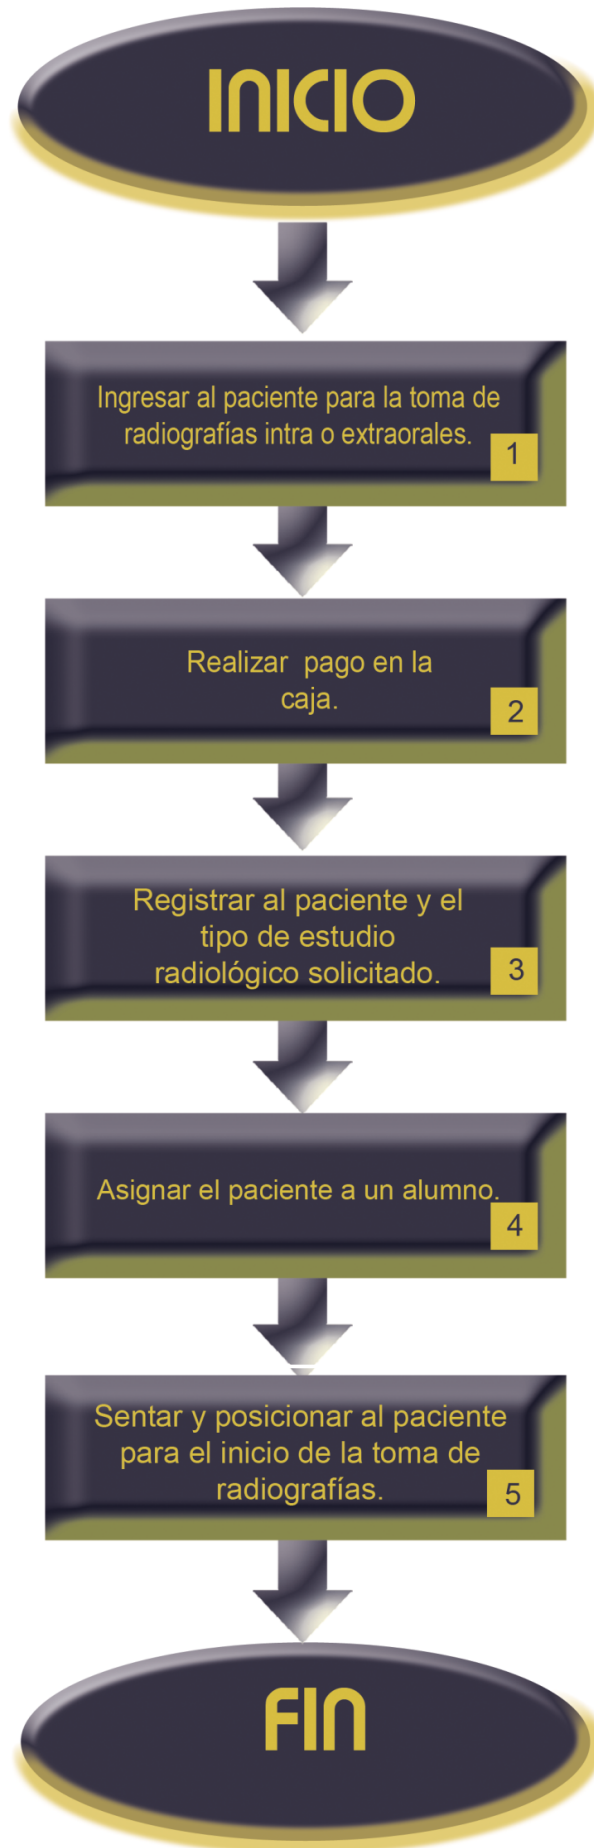 INICIO
Ingresar al paciente para la toma de
radiografías intra o extraorales.
1
Realizar pago en la
caja.
2
Registrar al paciente y el
tipo de estudio
radiológico solicitado.
3
Asignar el paciente a un alumno.
4
Sentar y posicionar al paciente
para el inicio de la toma de
radiografías.
5
FIN